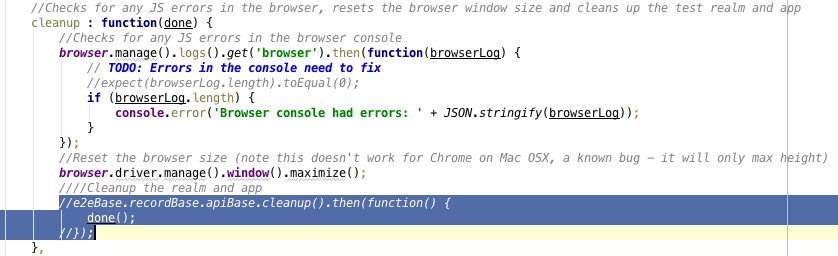 //Checks for any JS errors in the browser, resets the browser window size and cleans up the test realm and app
cleanup : function(done) {
//Checks for any JS errors in the browser console
browser.manage().logs().get('browser').then(function(browserLog) {
// TODO: Errors in the console need to fix
//expect(browserLog.length).toEqual(0);
if (browserLog.length) {
console.error('Browser console had errors: ' + JSON.stringify(browserLog));
}
});
//Reset the browser size (note this doesn't work for Chrome on Mac OSX, a known bug – it will only max height)
browser.driver.manage().window().maximize();
////Cleanup the realm and app
//e2eBase.recordBase.apiBase.cleanup().then(function() {
done();
//});
},